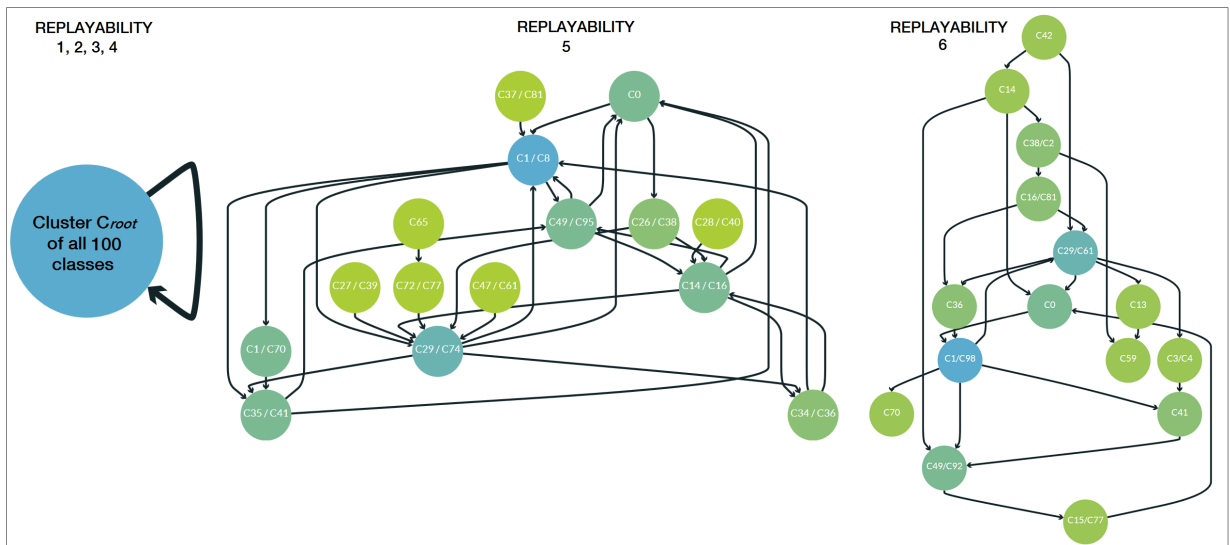 REPLAYABILITY
1, 2, 3, 4
Cluster Croot
of all 100
classes
REPLAYABILITY
5
C37 / C81
C0
C1 / C8
C65
C49 / C95
C26 / C38
C28 / C40
C27 / C39
C72 / C77
C47 / C61
C14 / C16
C1 / C70
C29 / C74
C35 / C41
C34 / C36
REPLAYABILITY
6
C42
C14
C38/C2
C16/C81
C29/C61
C36
C0
C13
C1/C98
C59
C3/C4
C70
C41
C49/C92
C15/C77